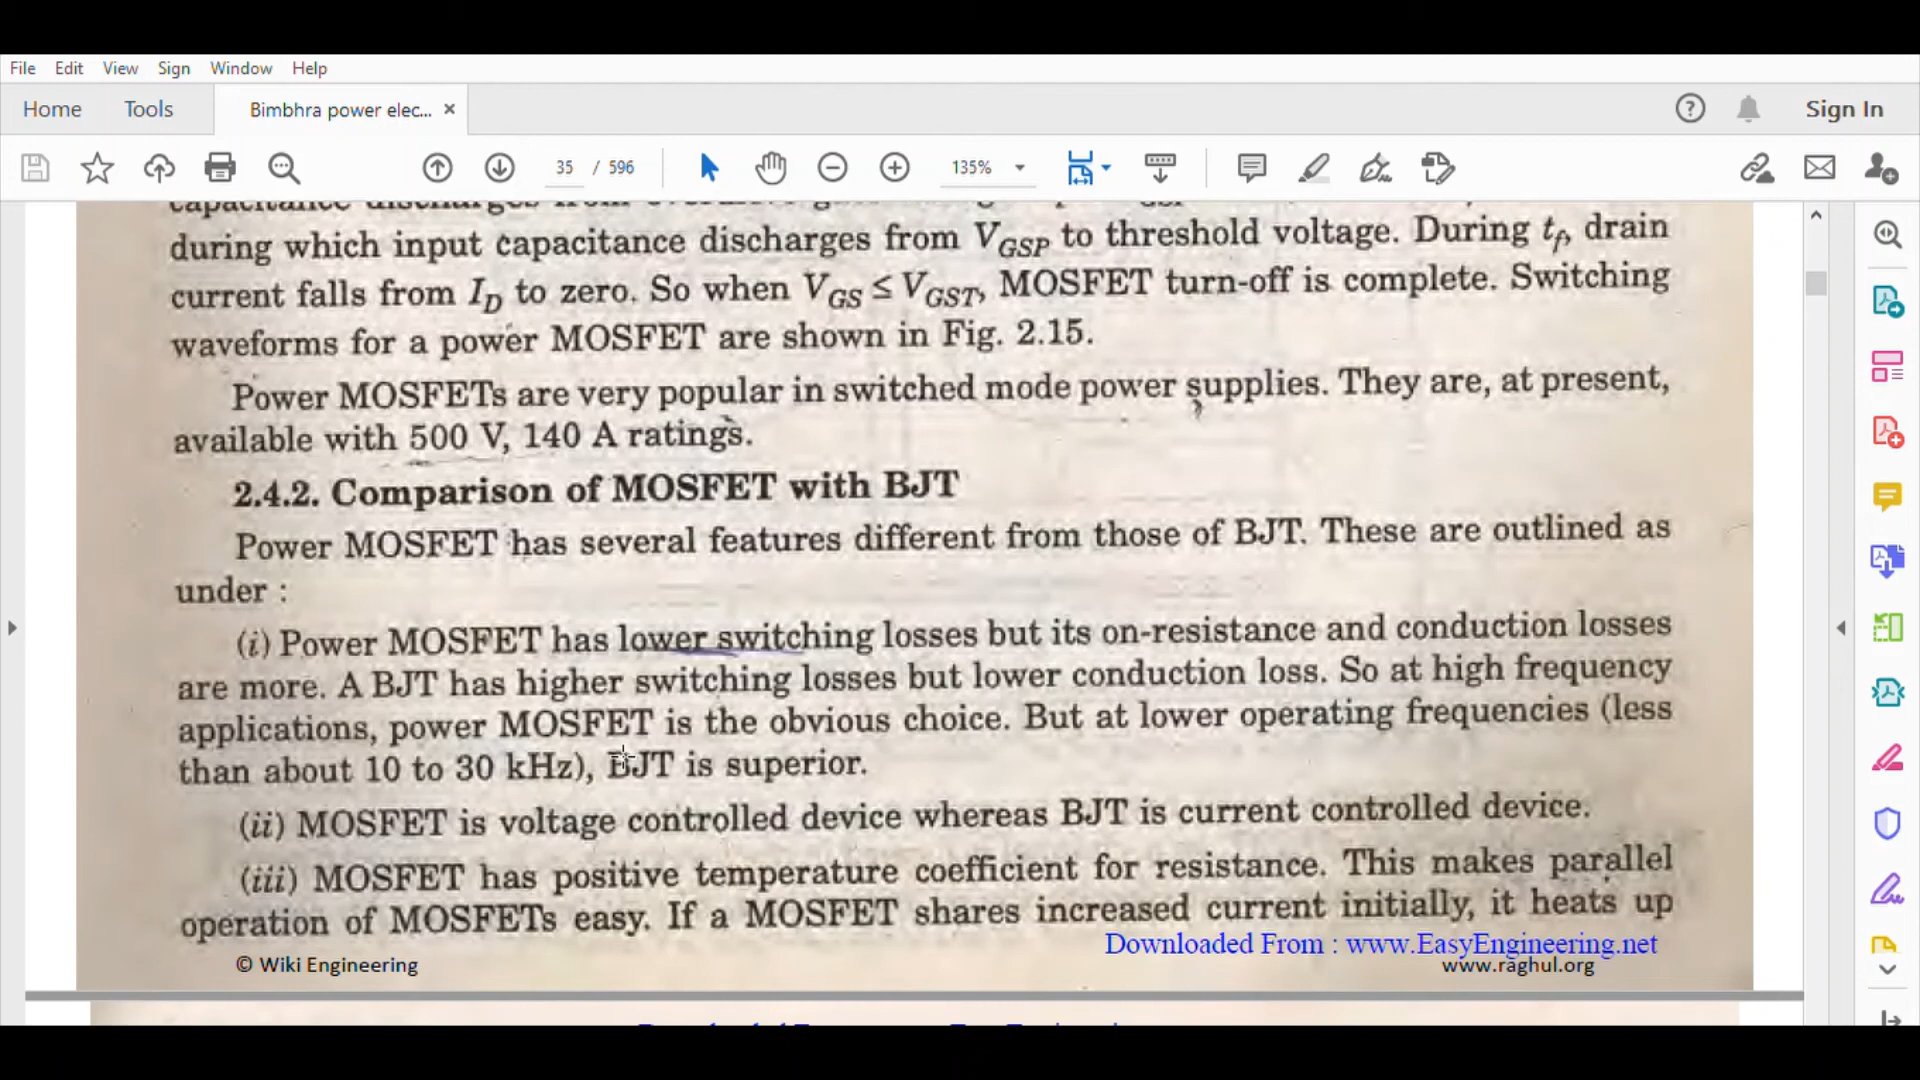 File Edit View Sign Window Help
Home Tools Bimbhra power elec... × Sign In
35 / 596 135%
during which input capacitance discharges from VGSP to threshold voltage. During tf, drain
current falls from ID to zero. So when VGS ≤ VGST, MOSFET turn-off is complete. Switching
waveforms for a power MOSFET are shown in Fig. 2.15.
Power MOSFETs are very popular in switched mode power supplies. They are, at present,
available with 500 V, 140 A ratings.
2.4.2. Comparison of MOSFET with BJT
Power MOSFET has several features different from those of BJT. These are outlined as
under :
(i) Power MOSFET has lower switching losses but its on-resistance and conduction losses
are more. A BJT has higher switching losses but lower conduction loss. So at high frequency
applications, power MOSFET is the obvious choice. But at lower operating frequencies (less
than about 10 to 30 kHz), BJT is superior.
(ii) MOSFET is voltage controlled device whereas BJT is current controlled device.
(iii) MOSFET has positive temperature coefficient for resistance. This makes parallel
operation of MOSFETs easy. If a MOSFET shares increased current initially, it heats up
Downloaded From : www.EasyEngineering.net
© Wiki Engineering www.raghul.org